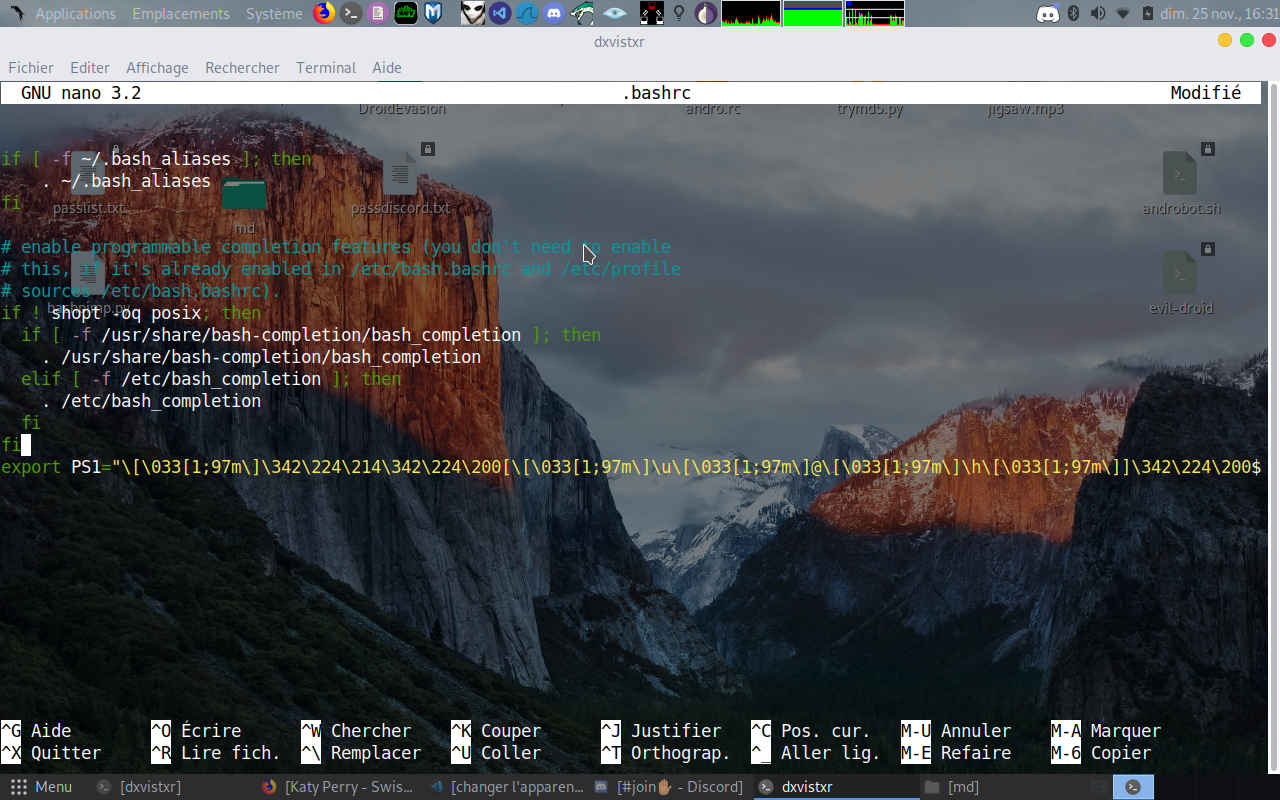 Applications Emplacements Système dim. 25 nov., 16:31
dxvistxr
Fichier Editer Affichage Rechercher Terminal Aide
GNU nano 3.2 .bashrc Modifié
DroidEvasion andro.rc trymd5.py jigsaw.mp3
if [ -f ~/.bash_aliases ]; then
. ~/.bash_aliases
fi
passlist.txt md passdiscord.txt androbot.sh
# enable programmable completion features (you don't need to enable
# this, if it's already enabled in /etc/bash.bashrc and /etc/profile
# sources /etc/bash.bashrc).
evil-droid
if ! shopt -oq posix; then
if [ -f /usr/share/bash-completion/bash_completion ]; then
. /usr/share/bash-completion/bash_completion
elif [ -f /etc/bash_completion ]; then
. /etc/bash_completion
fi
fi
export PS1="\[\033[1;97m\]\342\224\214\342\224\200[\[\033[1;97m\]\u\[\033[1;97m\]@\[\033[1;97m\]\h\[\033[1;97m\]]\342\224\200$
^G Aide ^O Écrire ^W Chercher ^K Couper ^J Justifier ^C Pos. cur. M-U Annuler M-A Marquer
^X Quitter ^R Lire fich. ^\ Remplacer ^U Coller ^T Orthograp. ^_ Aller lig. M-E Refaire M-6 Copier
Menu [dxvistxr] [Katy Perry - Swis... [changer l'apparen... [#join✋ - Discord] dxvistxr [md]